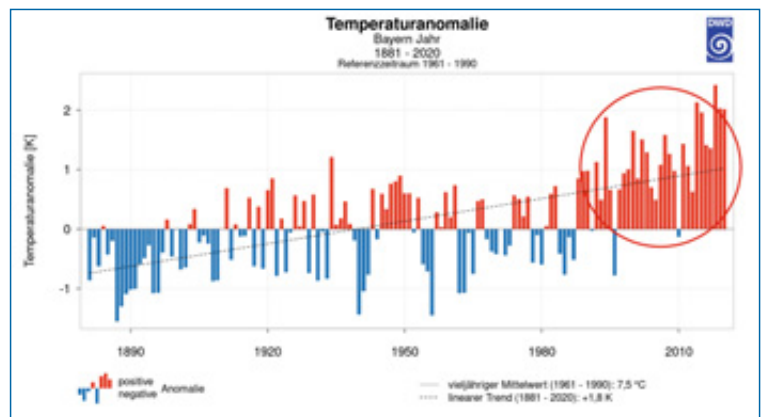 Temperaturanomalie
Bayern Jahr
1881 - 2020
Referenzzeitraum 1961 - 1990
DWD
Temperaturanomalie [K]
2
1
0
-1
1890
1920
1950
1980
2010
positive
negative
Anomalie
vieljähriger Mittelwert (1961 - 1990): 7,5 °C
linearer Trend (1881 - 2020): +1,8 K